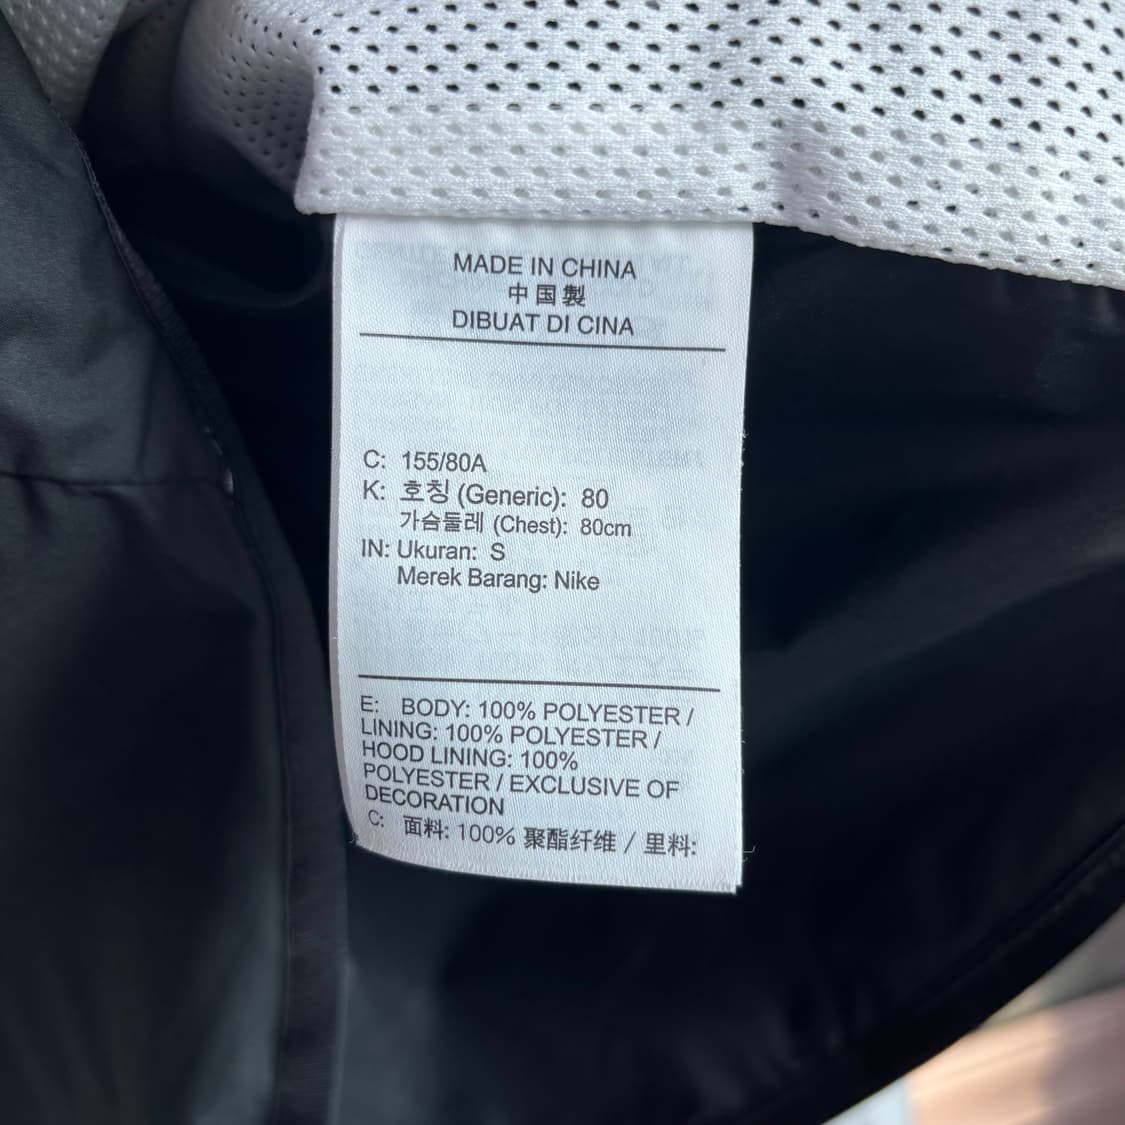 MADE IN CHINA
中国製
DIBUAT DI CINA
C: 155/80A
K: 호칭 (Generic): 80
가슴둘레 (Chest): 80cm
IN: Ukuran: S
Merek Barang: Nike
E: BODY: 100% POLYESTER /
LINING: 100% POLYESTER /
HOOD LINING: 100%
POLYESTER / EXCLUSIVE OF
DECORATION
C: 面料: 100% 聚酯纤维 / 里料: